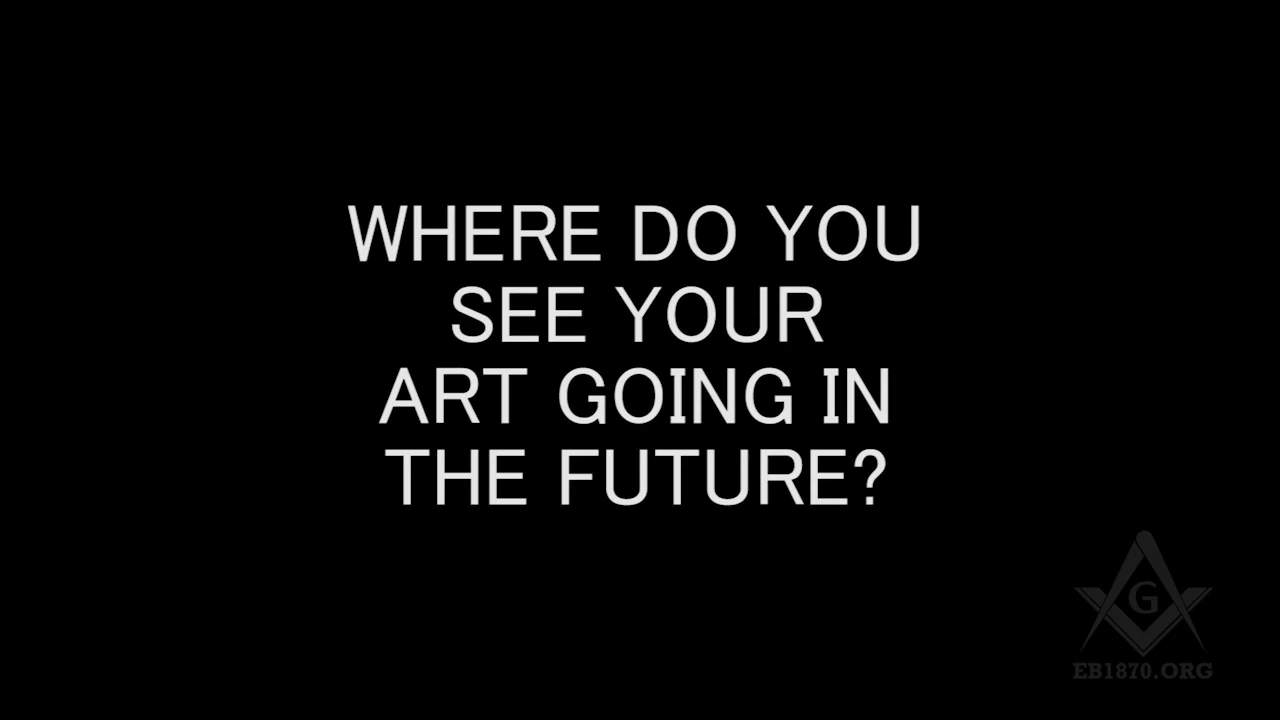 WHERE DO YOU
SEE YOUR
ART GOING IN
THE FUTURE?
G
EB1870.ORG